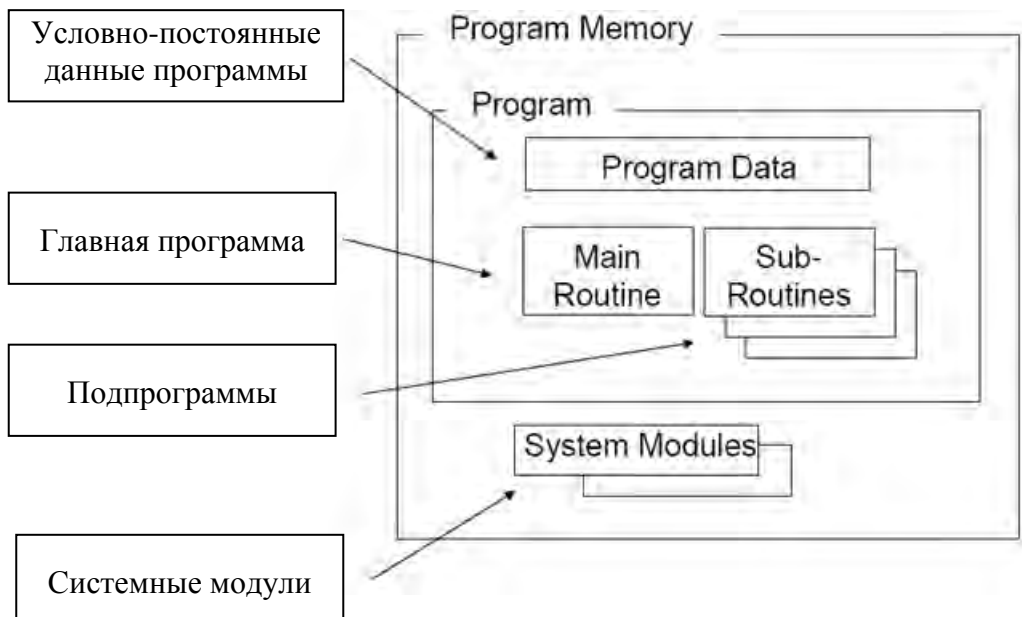 Условно-постоянные
данные программы
Главная программа
Подпрограммы
Системные модули
Program Memory
Program
Program Data
Main
Routine
Sub-
Routines
System Modules